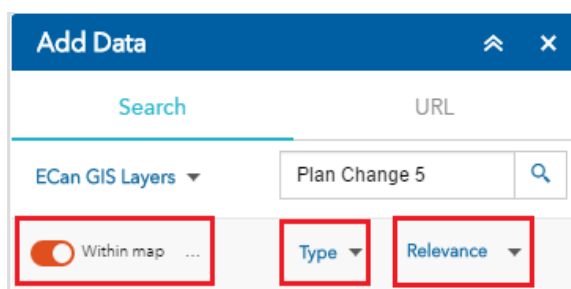 Add Data
Search URL
ECan GIS Layers Plan Change 5
Within map ... Type Relevance